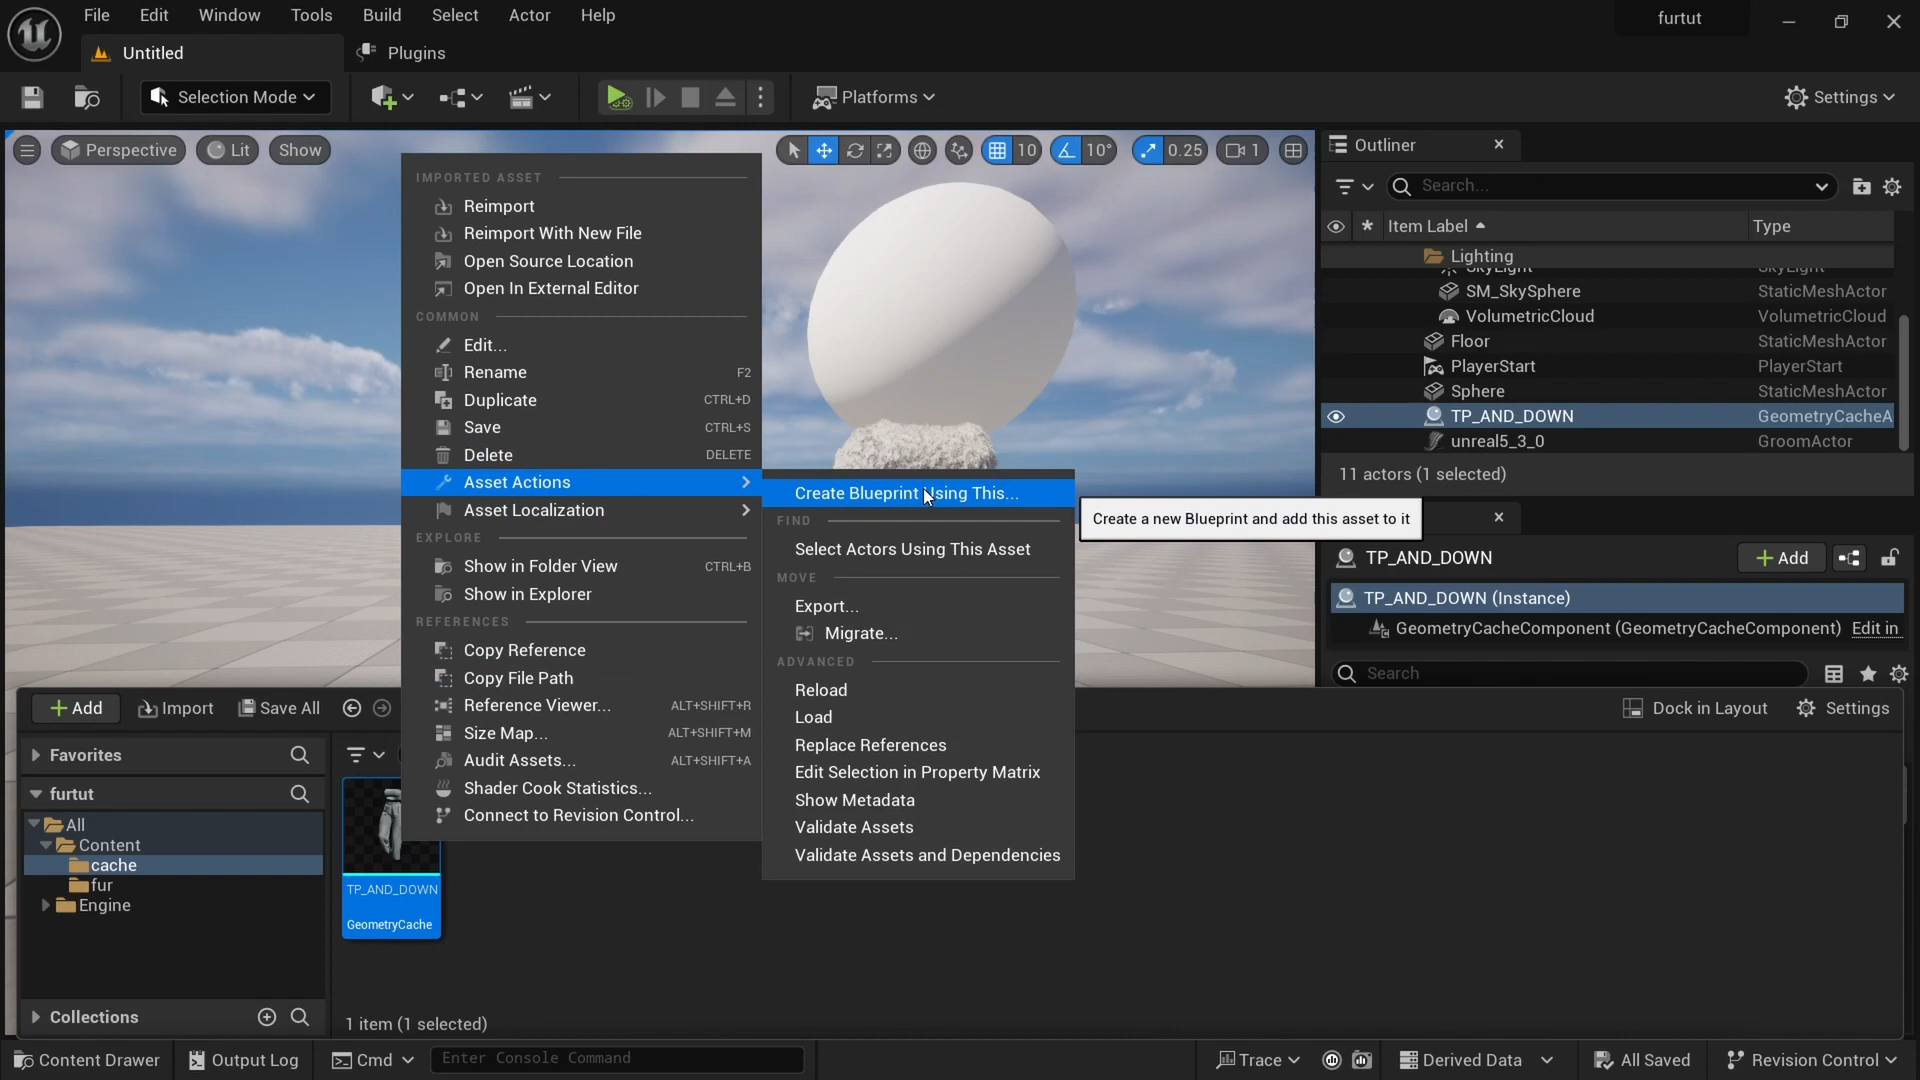 File Edit Window Tools Build Select Actor Help
furtut
Untitled
Plugins
Selection Mode
Platforms
Settings
Perspective
Lit
Show
10
10°
0.25
1
Outliner
Search...
Item Label
Type
Lighting
SkyLight SkyLight
SM_SkySphere StaticMeshActor
VolumetricCloud VolumetricCloud
Floor StaticMeshActor
PlayerStart PlayerStart
Sphere StaticMeshActor
TP_AND_DOWN GeometryCacheA
unreal5_3_0 GroomActor
11 actors (1 selected)
TP_AND_DOWN
Add
TP_AND_DOWN (Instance)
GeometryCacheComponent (GeometryCacheComponent) Edit in
Search
IMPORTED ASSET
Reimport
Reimport With New File
Open Source Location
Open In External Editor
COMMON
Edit...
Rename F2
Duplicate CTRL+D
Save CTRL+S
Delete DELETE
Asset Actions
Asset Localization
EXPLORE
Show in Folder View CTRL+B
Show in Explorer
REFERENCES
Copy Reference
Copy File Path
Reference Viewer... ALT+SHIFT+R
Size Map... ALT+SHIFT+M
Audit Assets... ALT+SHIFT+A
Shader Cook Statistics...
Connect to Revision Control...
Create Blueprint Using This...
FIND
Select Actors Using This Asset
MOVE
Export...
Migrate...
ADVANCED
Reload
Load
Replace References
Edit Selection in Property Matrix
Show Metadata
Validate Assets
Validate Assets and Dependencies
Create a new Blueprint and add this asset to it
Add
Import
Save All
Dock in Layout
Settings
Favorites
furtut
All
Content
cache
fur
Engine
Collections
TP_AND_DOWN
GeometryCache
1 item (1 selected)
Content Drawer
Output Log
Cmd
Enter Console Command
Trace
Derived Data
All Saved
Revision Control